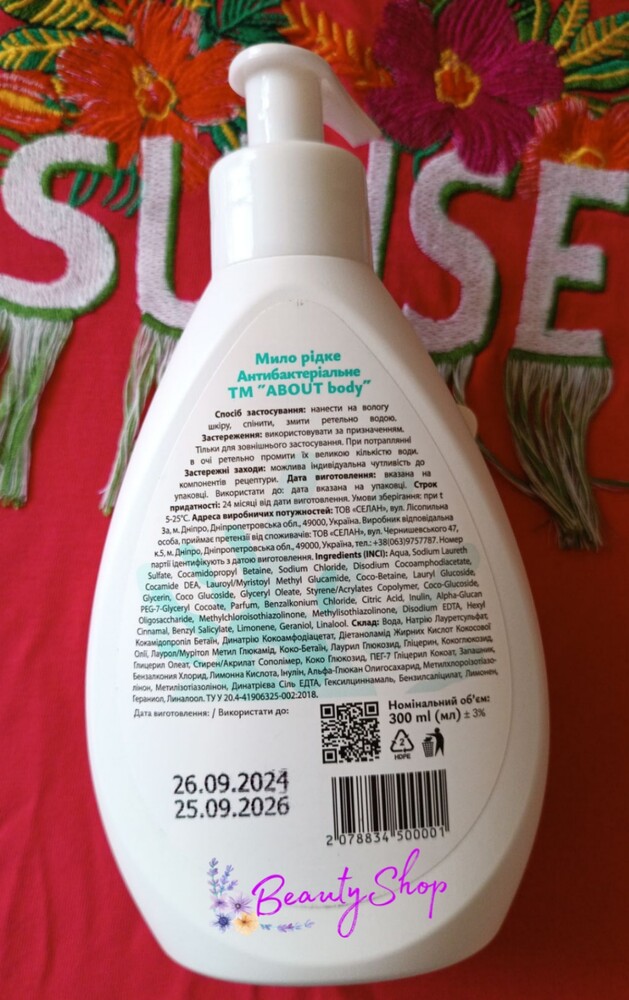 SUNSE
Мило рідке
Антибактеріальне
ТМ "ABOUT body"
Спосіб застосування: нанести на вологу
шкіру, спінити, змити ретельно водою.
Застереження: використовувати за призначенням.
Тільки для зовнішнього застосування. При потраплянні
в очі ретельно промити їх великою кількістю води.
Застережні заходи: можлива індивідуальна чутливість до
компонентів рецептури. Дата виготовлення: вказана на
упаковці. Використати до: дата вказана на упаковці. Строк
придатності: 24 місяці від дати виготовлення. Умови зберігання: при t
5-25°С. Адреса виробничих потужностей: ТОВ "СЕЛАН", вул. Лісопильна
3а, м. Дніпро, Дніпропетровська обл., 49000, Україна. Виробник відповідальна
особа, приймає претензії від споживачів: ТОВ "СЕЛАН", вул. Чернишевського 47,
к.5, м. Дніпро, Дніпропетровська обл., 49000, Україна, тел.:+38(063)9757787. Номер
партії ідентифікують з датою виготовлення. Ingredients (INCI): Aqua, Sodium Laureth
Sulfate, Cocamidopropyl Betaine, Sodium Chloride, Disodium Cocoamphodiacetate,
Cocamide DEA, Lauroyl/Myristoyl Methyl Glucamide, Coco-Betaine, Lauryl Glucoside,
Glycerin, Coco Glucoside, Glyceryl Oleate, Styrene/Acrylates Copolymer, Coco-Glucoside,
PEG-7-Glyceryl Cocoate, Parfum, Benzalkonium Chloride, Citric Acid, Inulin, Alpha-Glucan
Oligosaccharide, Methylchloroisothiazolinone, Methylisothiazolinone, Disodium EDTA, Hexyl
Cinnamal, Benzyl Salicylate, Limonene, Geraniol, Linalool. Склад: Вода, Натрію Лауретсульфат,
Кокамідопропіл Бетаїн, Динатрію Кокоамфодіацетат, Діетаноламід Жирних Кислот Кокосової
Олії, Лаурол/Мурістол Метил Глюкамід, Коко-Бетаїн, Лаурил Глюкозид, Гліцерин, Кокоглюкозид,
Гліцерил Олеат, Стирен/Акрилат Сополімер, Коко Глюкозид, ПЕГ-7 Гліцерил Кокоат, Запашник,
Бензалкония Хлорид, Лимонна Кислота, Інулін, Альфа-Глюкан Олигосахарид, Метилхлороізотіазо-
лінон, Метилізотіазолінон, Динатрієва Сіль ЕДТА, Гексилциннамаль, Бензилсаліцилат, Лимонен,
Гераниол, Линалоол. ТУ У 20.4-41906325-002:2018.
Дата виготовлення: / Використати до:
Номінальний об'єм:
300 ml (мл) ± 3%
2
HDPE
26.09.2024
25.09.2026
2 078834 500001
Beauty Shop